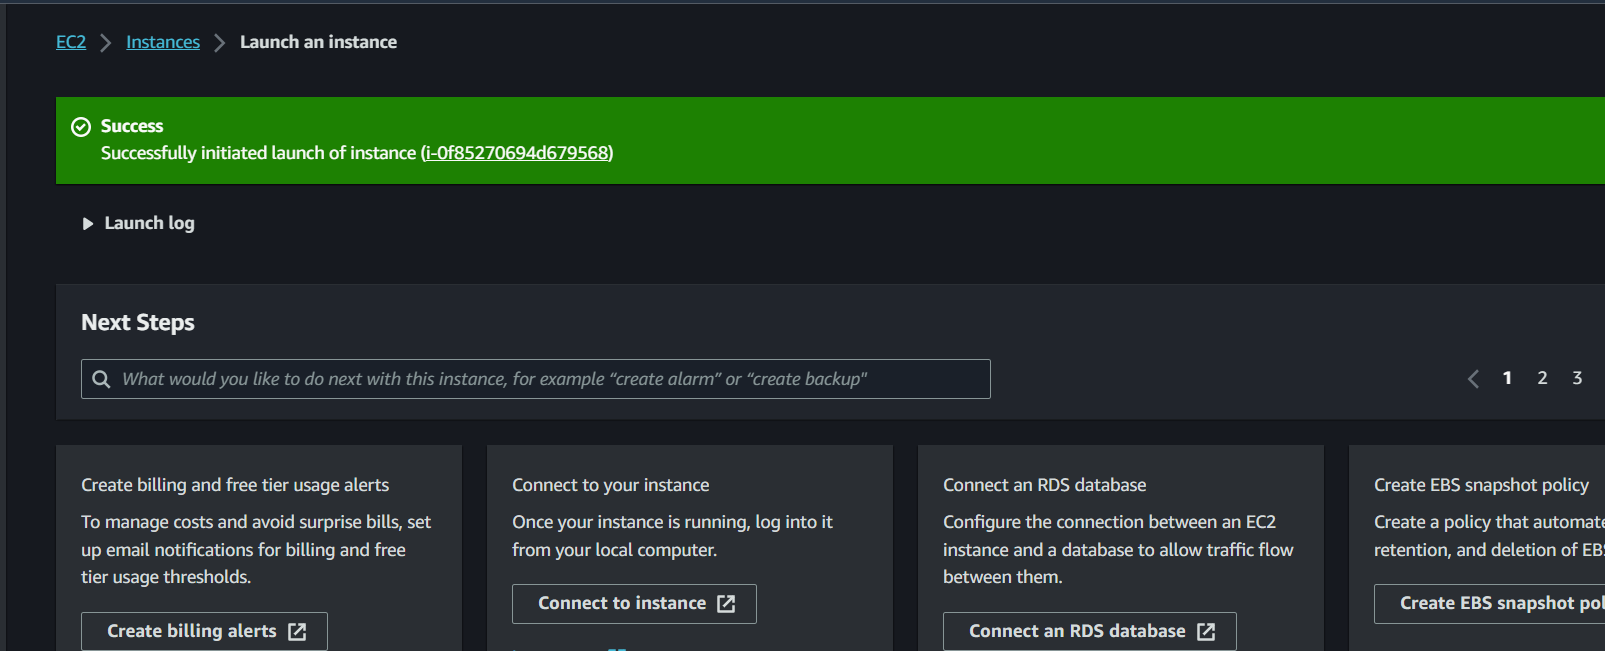 EC2 Instances Launch an instance
Success
Successfully initiated launch of instance (i-0f85270694d679568)
Launch log
Next Steps
What would you like to do next with this instance, for example “create alarm” or “create backup"
1 2 3
Create billing and free tier usage alerts
To manage costs and avoid surprise bills, set
up email notifications for billing and free
tier usage thresholds.
Create billing alerts
Connect to your instance
Once your instance is running, log into it
from your local computer.
Connect to instance
Connect an RDS database
Configure the connection between an EC2
instance and a database to allow traffic flow
between them.
Connect an RDS database
Create EBS snapshot policy
Create a policy that automate
retention, and deletion of EB
Create EBS snapshot pol